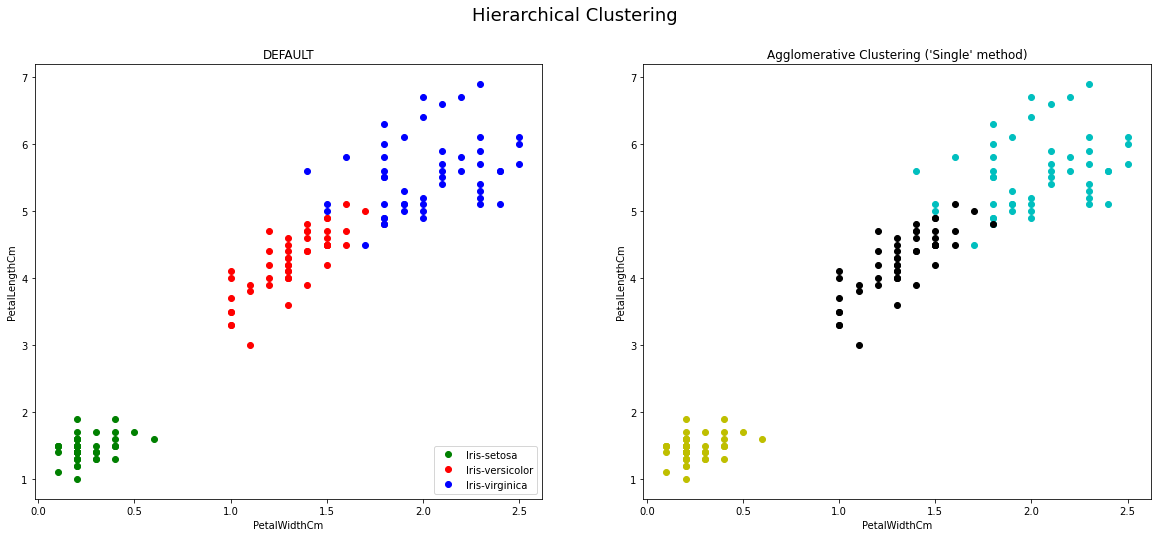 Hierarchical Clustering
DEFAULT
7
6
5
4
3
2
1
PetalLengthCm
0.0 0.5 1.0 1.5 2.0 2.5
PetalWidthCm
Iris-setosa
Iris-versicolor
Iris-virginica
Agglomerative Clustering ('Single' method)
7
6
5
4
3
2
1
PetalLengthCm
0.0 0.5 1.0 1.5 2.0 2.5
PetalWidthCm